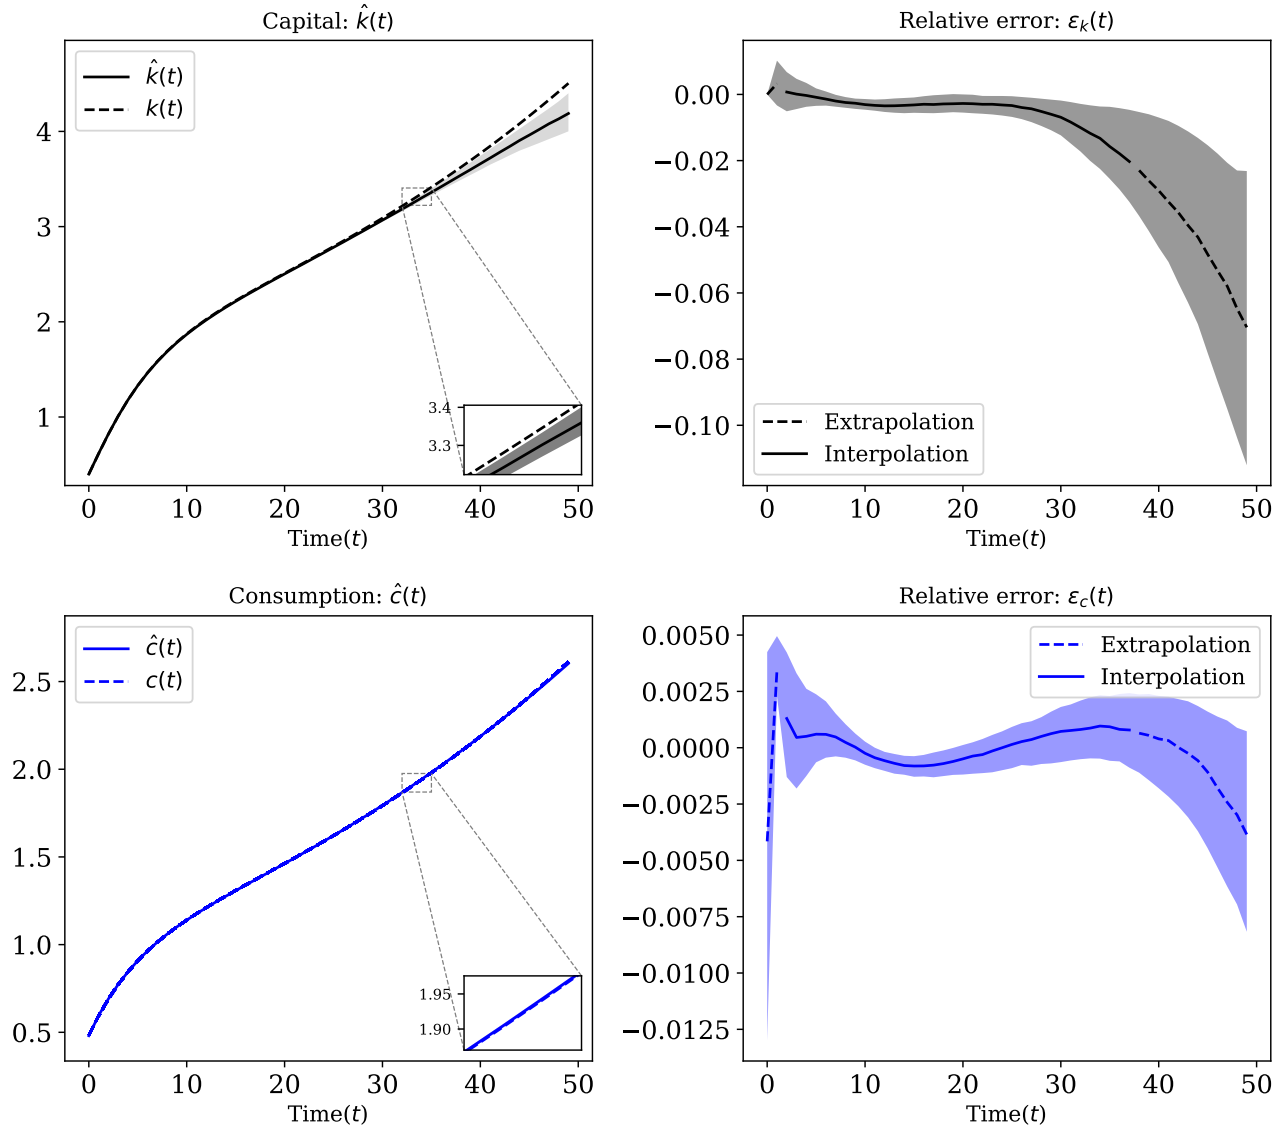 Capital: k̂(t)
k̂(t)
k(t)
4
3
2
1
3.4
3.3
0 10 20 30 40 50
Time(t)
Relative error: εₖ(t)
0.00
−0.02
−0.04
−0.06
−0.08
−0.10
Extrapolation
Interpolation
0 10 20 30 40 50
Time(t)
Consumption: ĉ(t)
ĉ(t)
c(t)
2.5
2.0
1.5
1.0
0.5
1.95
1.90
0 10 20 30 40 50
Time(t)
Relative error: ε_c(t)
0.0050
0.0025
0.0000
−0.0025
−0.0050
−0.0075
−0.0100
−0.0125
Extrapolation
Interpolation
0 10 20 30 40 50
Time(t)